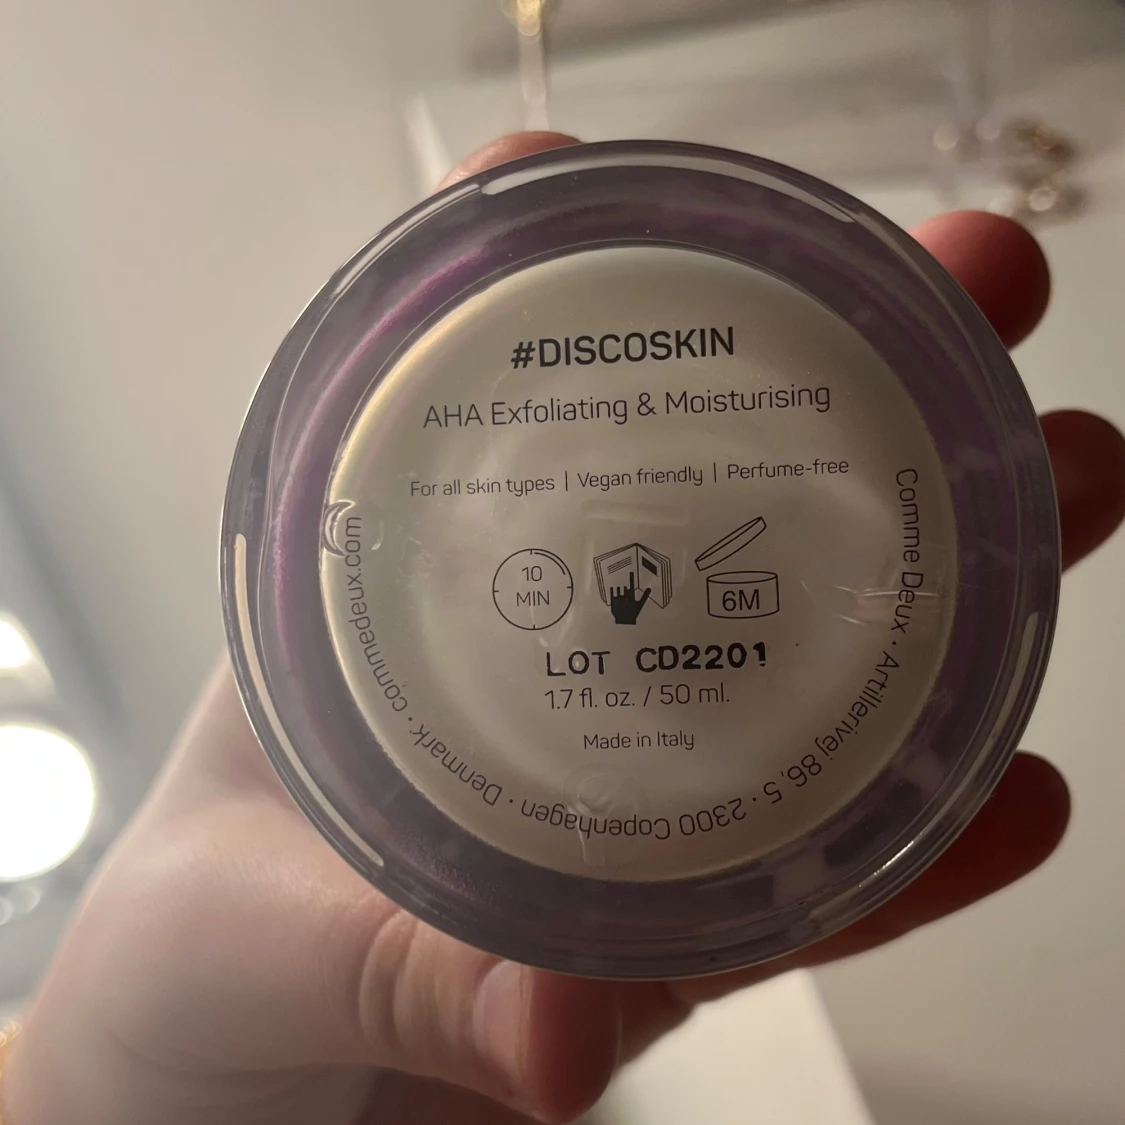 #DISCOSKIN
AHA Exfoliating & Moisturising
For all skin types | Vegan friendly | Perfume-free
10
MIN
6M
LOT CD2201
1.7 fl. oz. / 50 ml.
Made in Italy
Comme Deux · Artillerivej 86, 5 · 2300 Copenhagen · Denmark · commedeux.com